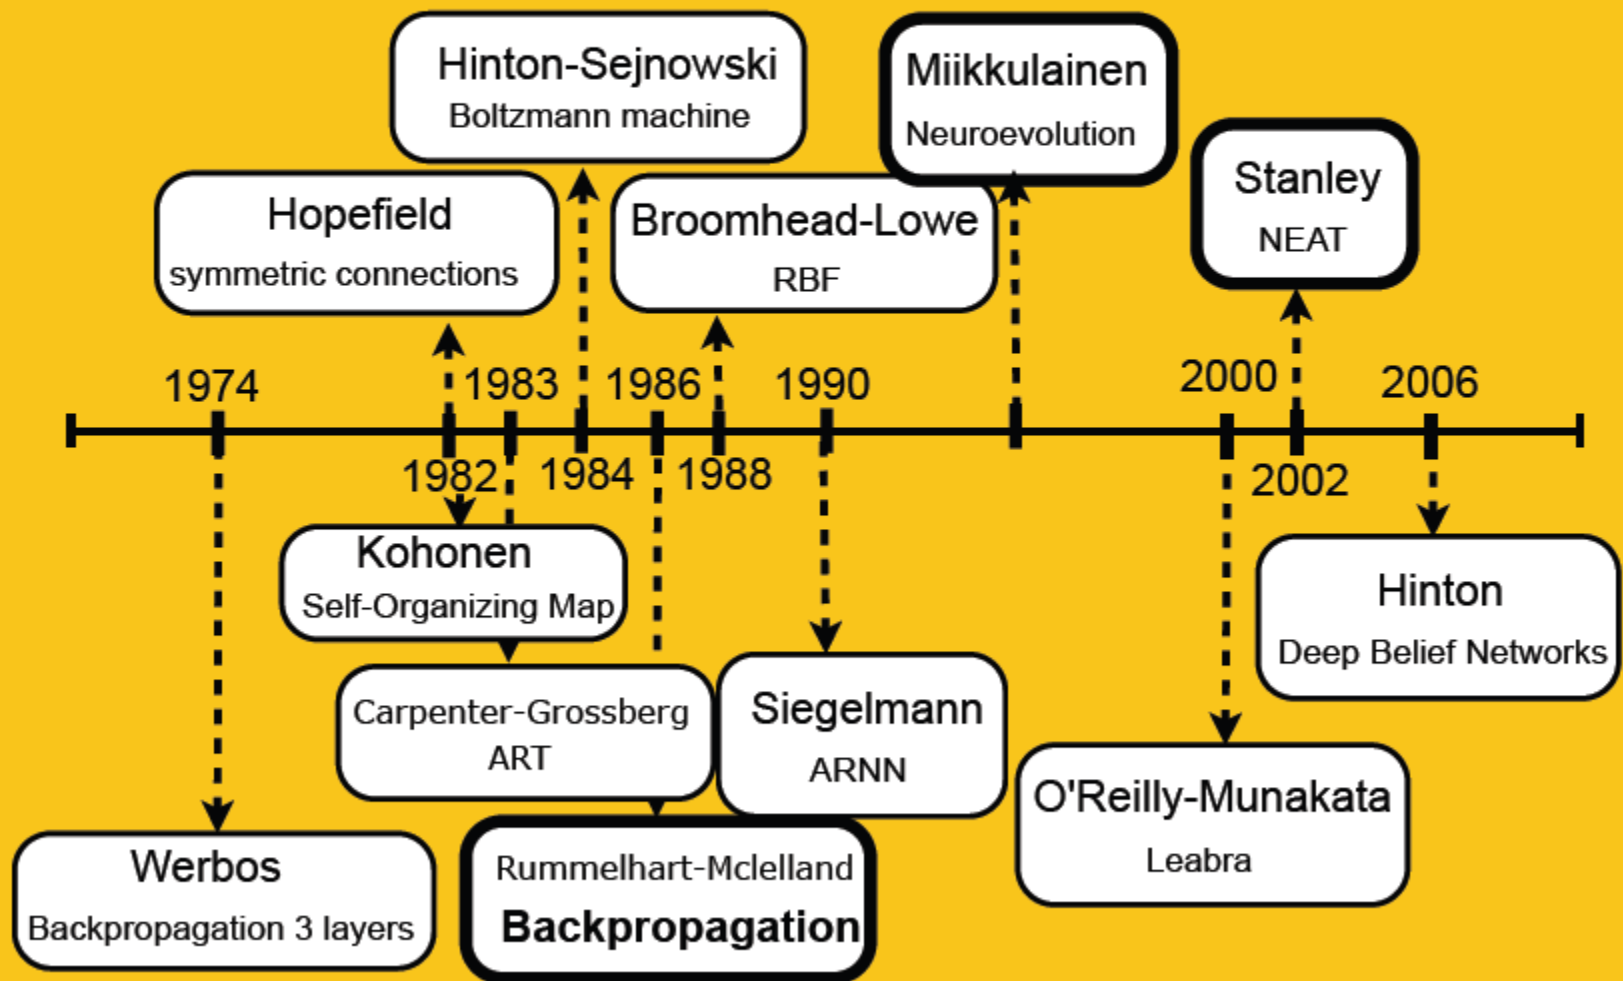 Hinton-Sejnowski
Boltzmann machine
Miikkulainen
Neuroevolution
Hopefield
symmetric connections
Broomhead-Lowe
RBF
Stanley
NEAT
1974
1983
1986
1990
2000
2006
1982
1984
1988
2002
Kohonen
Self-Organizing Map
Carpenter-Grossberg
ART
Siegelmann
ARNN
Hinton
Deep Belief Networks
O'Reilly-Munakata
Leabra
Werbos
Backpropagation 3 layers
Rummelhart-Mclelland
Backpropagation